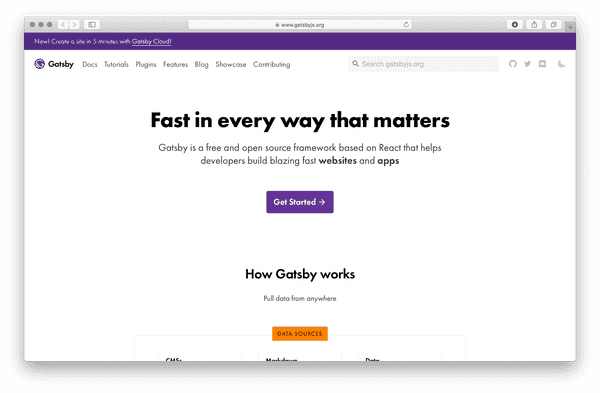 www.gatsbyjs.org
New! Create a site in 5 minutes with Gatsby Cloud!
Gatsby Docs Tutorials Plugins Features Blog Showcase Contributing Search gatsbyjs.org
Fast in every way that matters
Gatsby is a free and open source framework based on React that helps
developers build blazing fast websites and apps
Get Started →
How Gatsby works
Pull data from anywhere
DATA SOURCES
CMSs Markdown Data